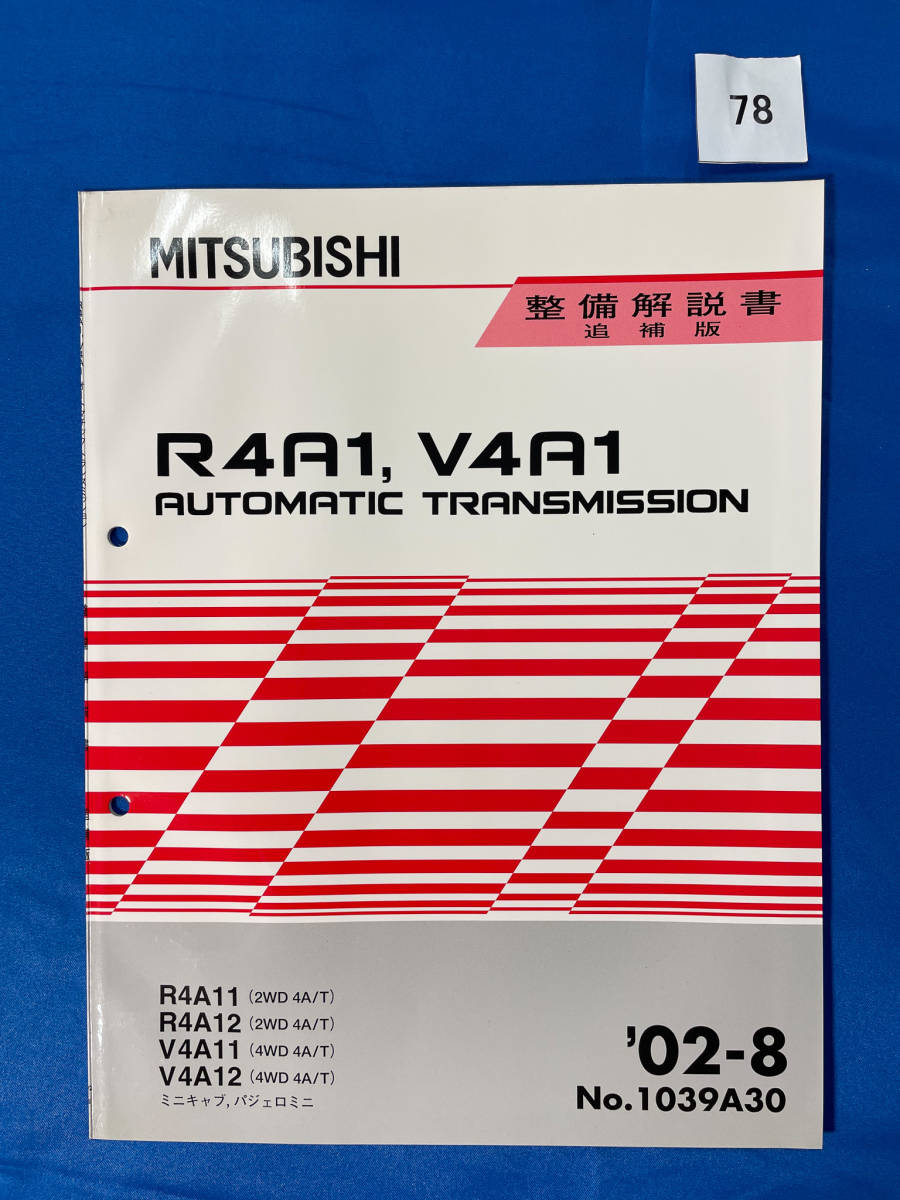 78
MITSUBISHI
整備解説書
追補版
R4A1, V4A1
AUTOMATIC TRANSMISSION
R4A11 (2WD 4A/T)
R4A12 (2WD 4A/T)
V4A11 (4WD 4A/T)
V4A12 (4WD 4A/T)
ミニキャブ, パジェロミニ
'02-8
No.1039A30